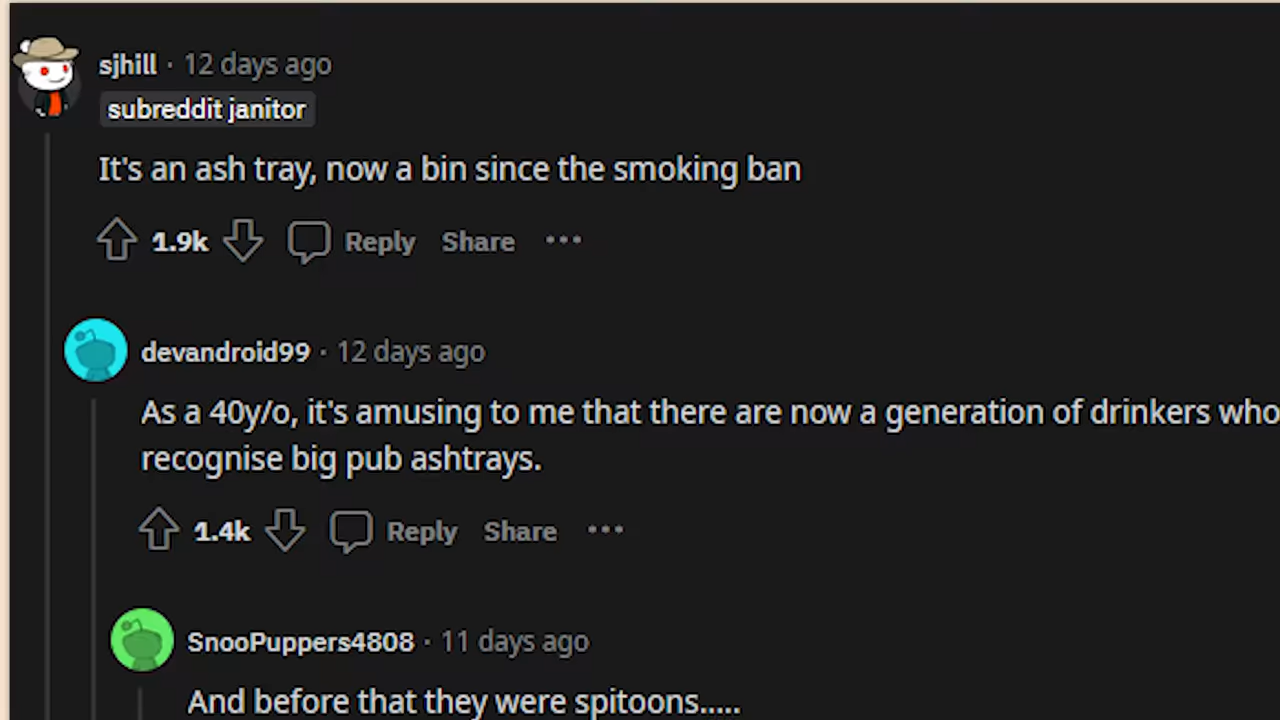 sjhill · 12 days ago
subreddit janitor
It's an ash tray, now a bin since the smoking ban
1.9k Reply Share ...
devandroid99 · 12 days ago
As a 40y/o, it's amusing to me that there are now a generation of drinkers who
recognise big pub ashtrays.
1.4k Reply Share ...
SnooPuppers4808 · 11 days ago
And before that they were spitoons.....